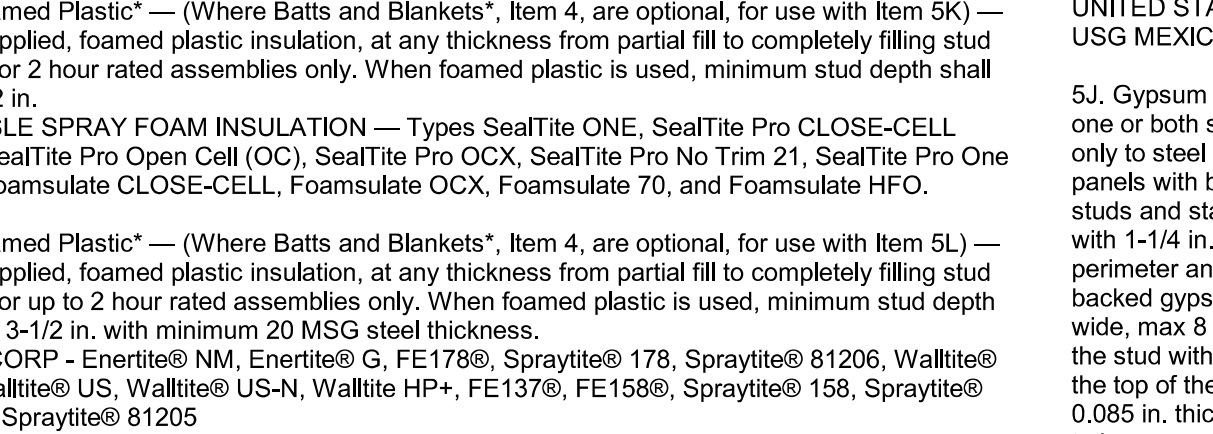 med Plastic* — (Where Batts and Blankets*, Item 4, are optional, for use with Item 5K) —
pplied, foamed plastic insulation, at any thickness from partial fill to completely filling stud
or 2 hour rated assemblies only. When foamed plastic is used, minimum stud depth shall
in.
SPRAY FOAM INSULATION — Types SealTite ONE, SealTite Pro CLOSE-CELL
ealTite Pro Open Cell (OC), SealTite Pro OCX, SealTite Pro No Trim 21, SealTite Pro One
oamsulate CLOSE-CELL, Foamsulate OCX, Foamsulate 70, and Foamsulate HFO.
med Plastic* — (Where Batts and Blankets*, Item 4, are optional, for use with Item 5L) —
pplied, foamed plastic insulation, at any thickness from partial fill to completely filling stud
or up to 2 hour rated assemblies only. When foamed plastic is used, minimum stud depth
3-1/2 in. with minimum 20 MSG steel thickness.
CORP - Enertite® NM, Enertite® G, FE178®, Spraytite® 178, Spraytite® 81206, Walltite®
alltite® US, Walltite® US-N, Walltite HP+, FE137®, FE158®, Spraytite® 158, Spraytite®
Spraytite® 81205
UNITED STA
USG MEXIC
5J. Gypsum
one or both s
only to steel
panels with b
studs and sta
with 1-1/4 in.
perimeter an
backed gyps
wide, max 8
the stud with
the top of the
0.085 in. thic